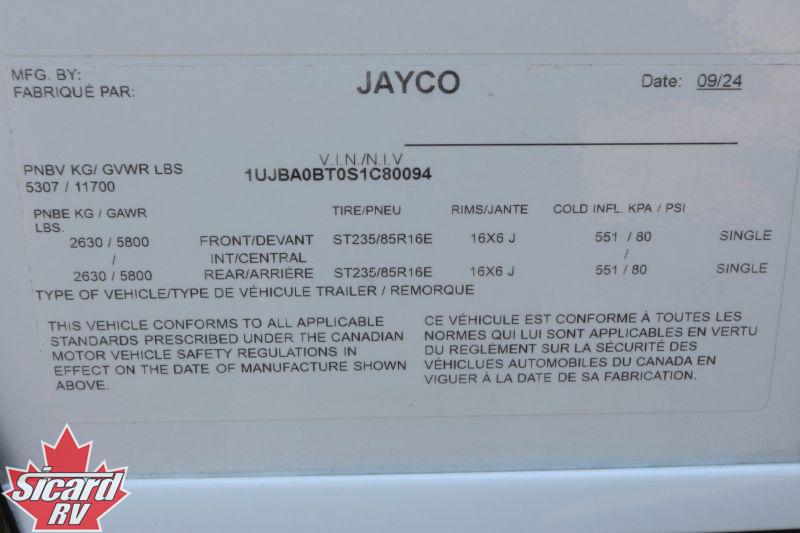 MFG. BY:
FABRIQUÉ PAR:
JAYCO
Date: 09/24
V.I.N./N.I.V
PNBV KG/ GVWR LBS
5307 / 11700
1UJBA0BT0S1C80094
PNBE KG / GAWR LBS. TIRE/PNEU RIMS/JANTE COLD INFL. KPA / PSI
2630 / 5800 FRONT/DEVANT ST235/85R16E 16X6 J 551 / 80 SINGLE
/ INT/CENTRAL /
2630 / 5800 REAR/ARRIÈRE ST235/85R16E 16X6 J 551 / 80 SINGLE
TYPE OF VEHICLE/TYPE DE VÉHICULE TRAILER / REMORQUE
THIS VEHICLE CONFORMS TO ALL APPLICABLE
STANDARDS PRESCRIBED UNDER THE CANADIAN
MOTOR VEHICLE SAFETY REGULATIONS IN
EFFECT ON THE DATE OF MANUFACTURE SHOWN
ABOVE.
CE VÉHICULE EST CONFORME À TOUTES LES
NORMES QUI LUI SONT APPLICABLES EN VERTU
DU REGLEMENT SUR LA SÉCURITÉ DES
VÉHICLUES AUTOMOBILES DU CANADA EN
VIGUER À LA DATE DE SA FABRICATION.
Sicard
RV